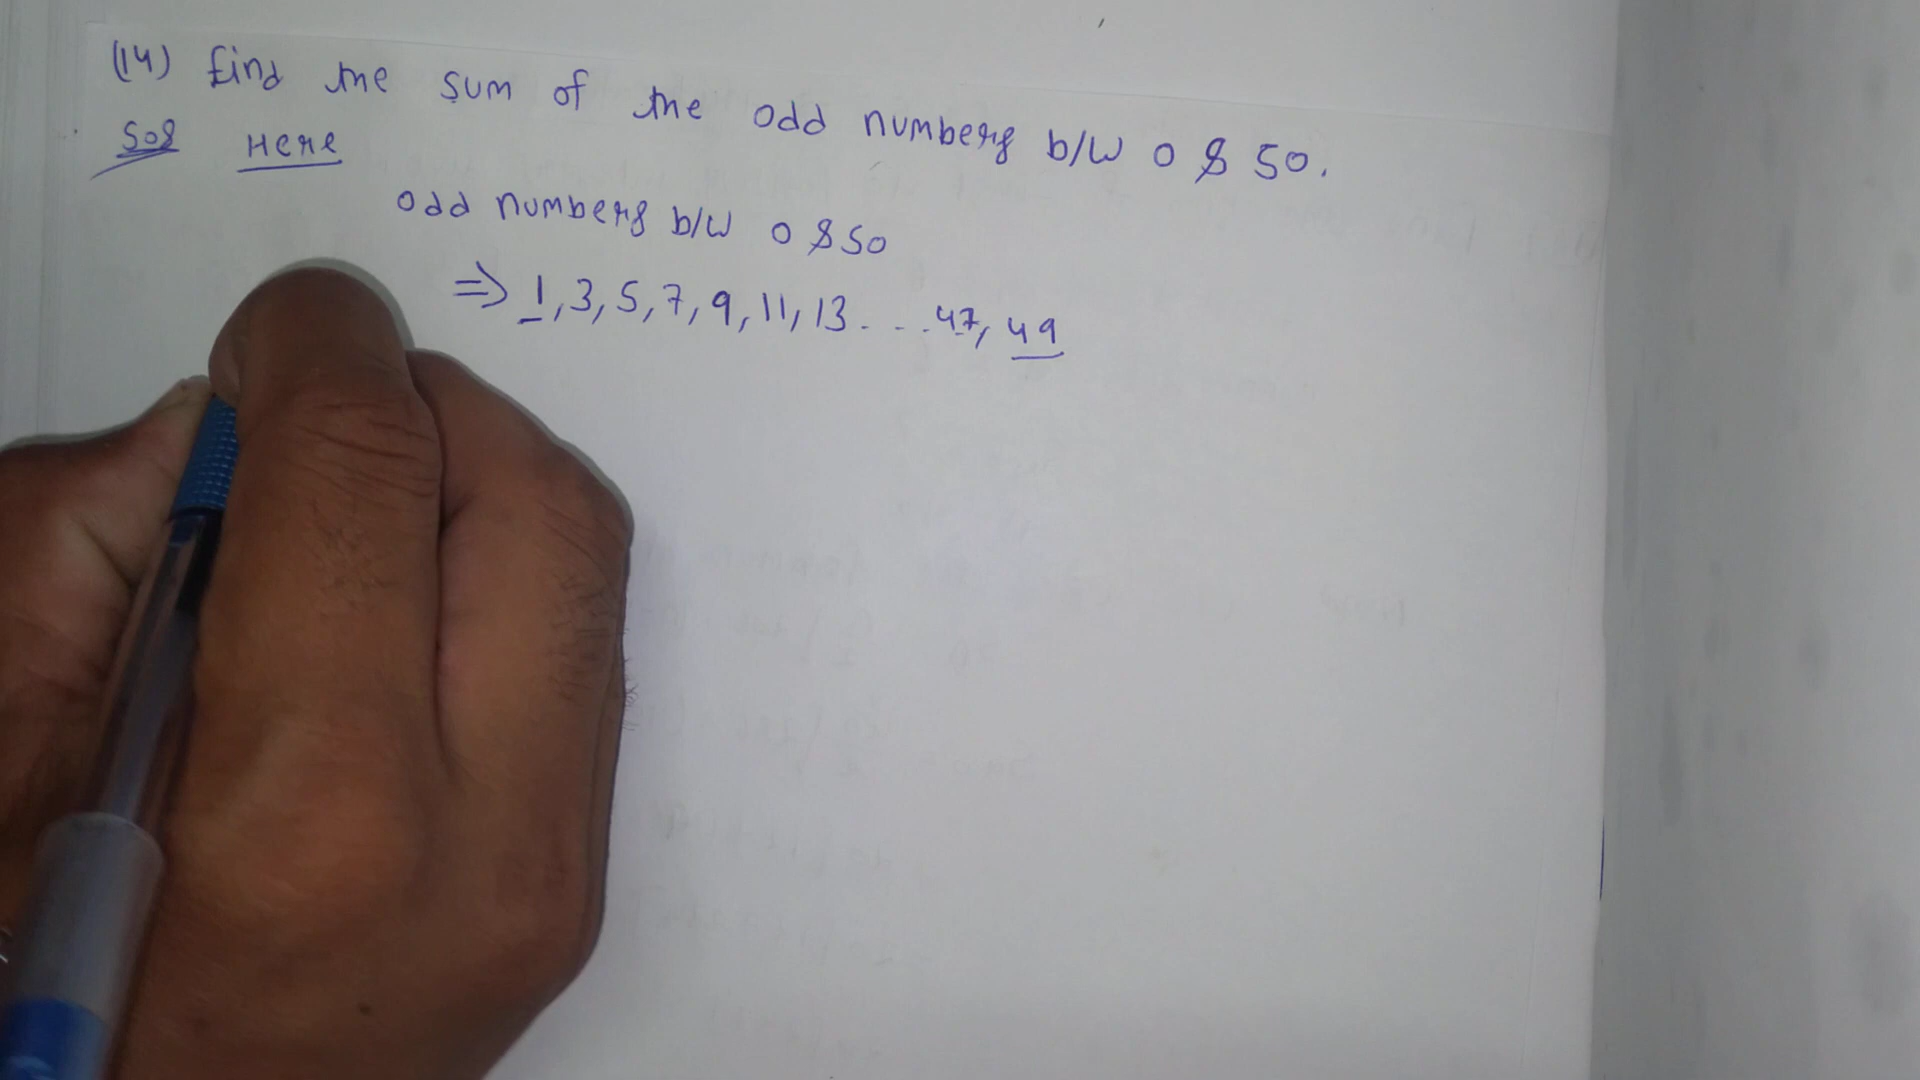 (14) find the sum of the odd numbers b/w 0 & 50.
Sol Here
odd numbers b/w 0 & 50
⇒ 1, 3, 5, 7, 9, 11, 13 . . . 47, 49